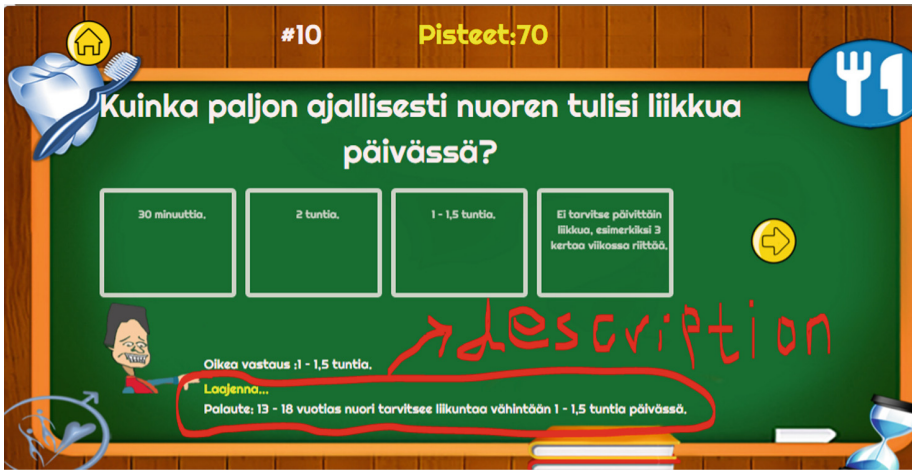 #10 Pisteet:70
Kuinka paljon ajallisesti nuoren tulisi liikkua
päivässä?
30 minuuttia.
2 tuntia.
1 - 1,5 tuntia.
Ei tarvitse päivittäin
liikkua, esimerkiksi 3
kertaa viikossa riittää.
description
Oikea vastaus :1 - 1,5 tuntia.
Laajenna...
Palaute: 13 - 18 vuotias nuori tarvitsee liikuntaa vähintään 1 - 1,5 tuntia päivässä.